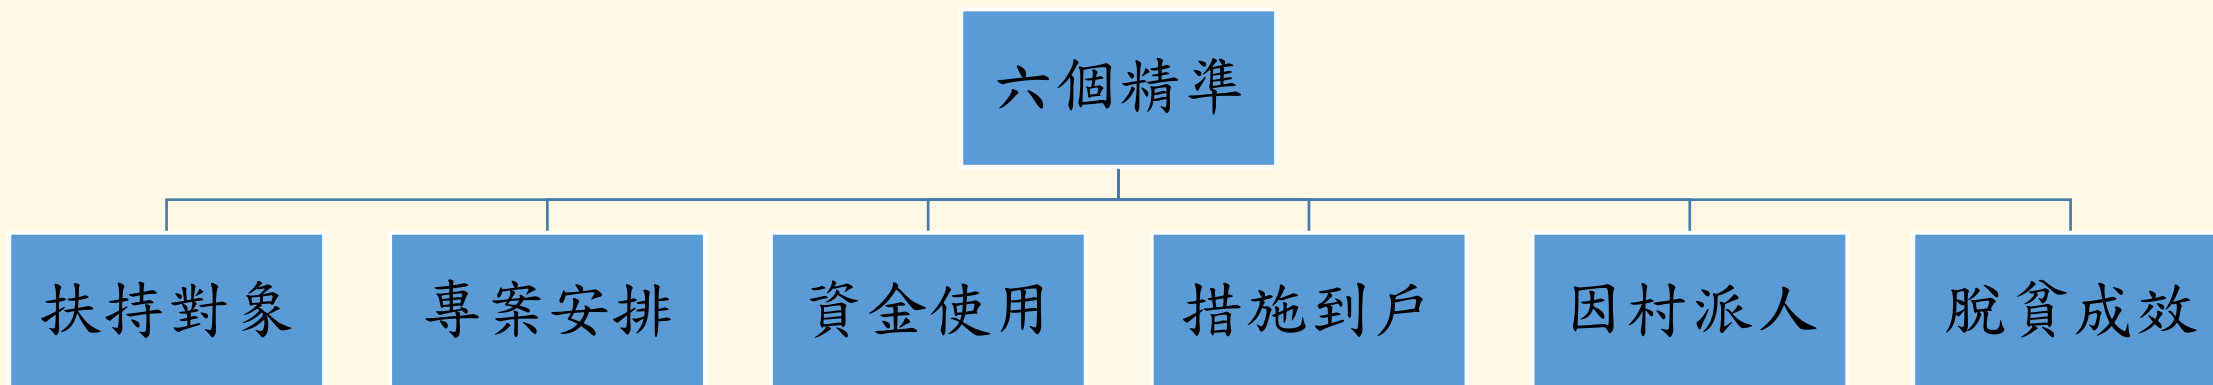 六個精準
扶持對象
專案安排
資金使用
措施到戶
因村派人
脫貧成效